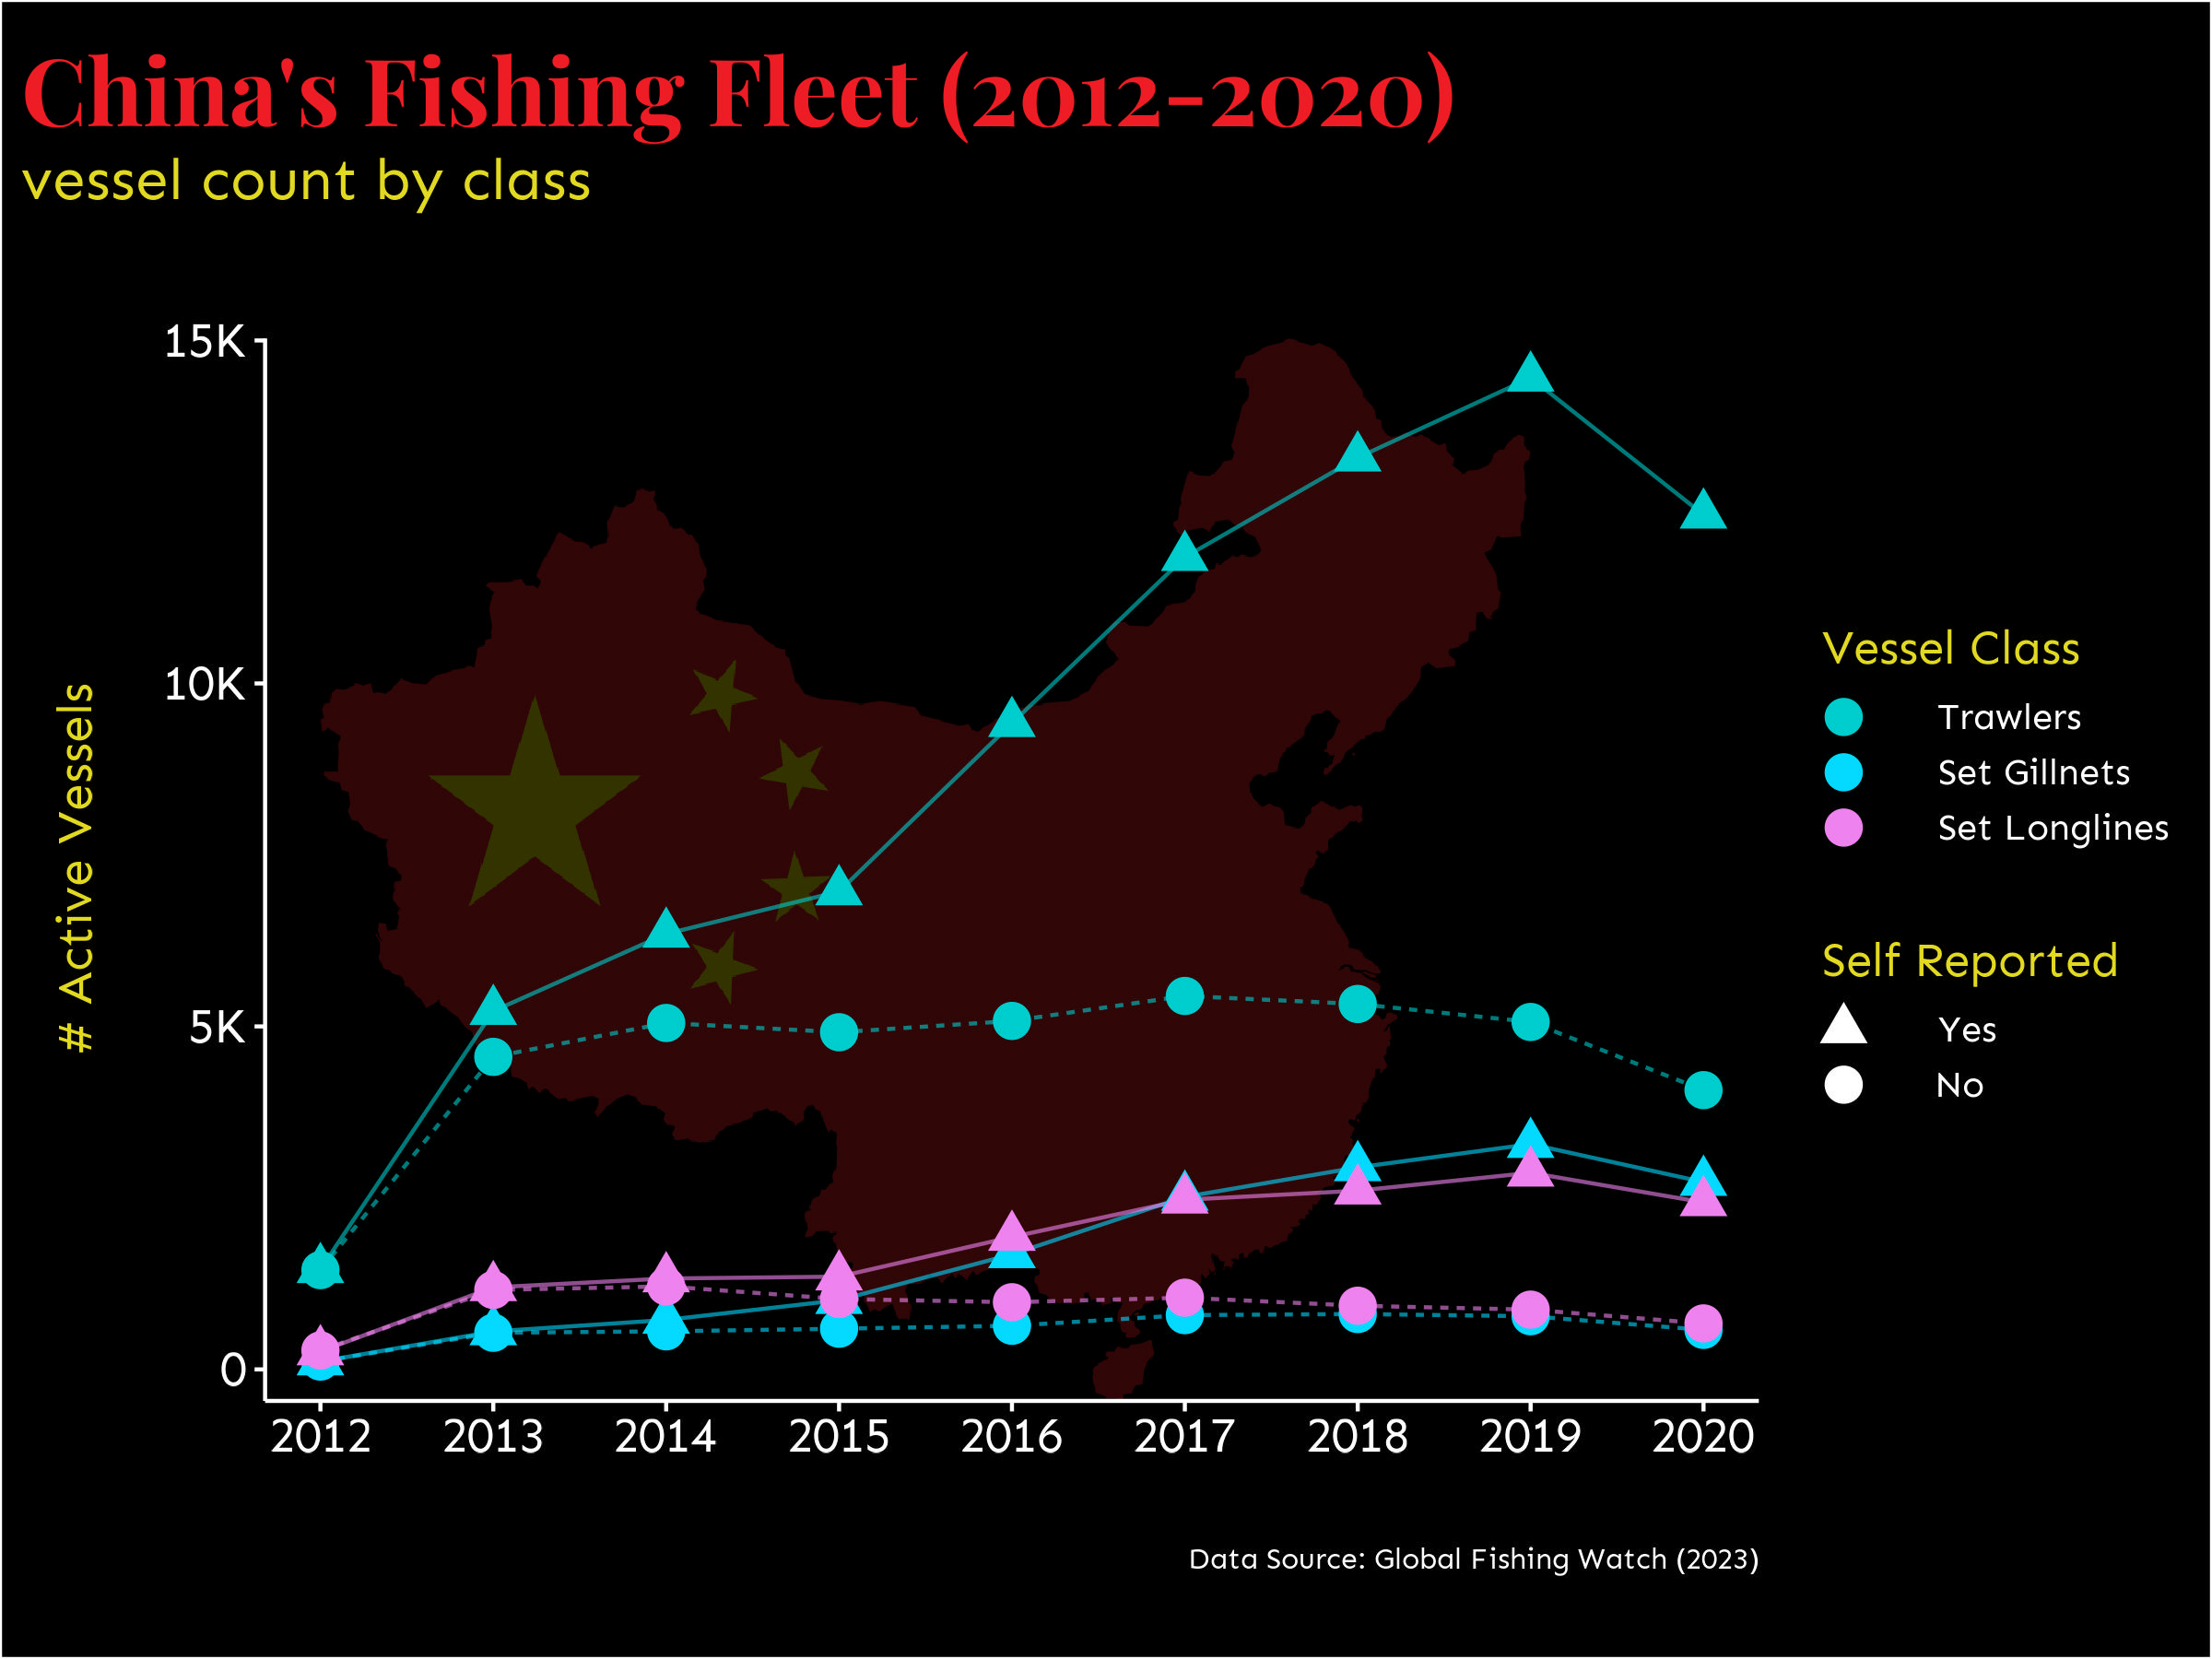 China's Fishing Fleet (2012-2020)
vessel count by class
# Active Vessels
15K
10K
5K
0
2012 2013 2014 2015 2016 2017 2018 2019 2020
Vessel Class
Trawlers
Set Gillnets
Set Longlines
Self Reported
Yes
No
Data Source: Global Fishing Watch (2023)